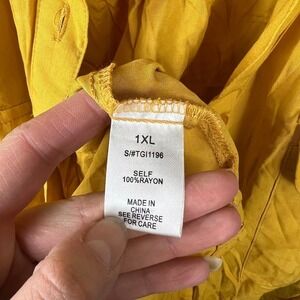 1XL
S/#TGI1196
SELF
100%RAYON
MADE IN
CHINA
SEE REVERSE
FOR CARE